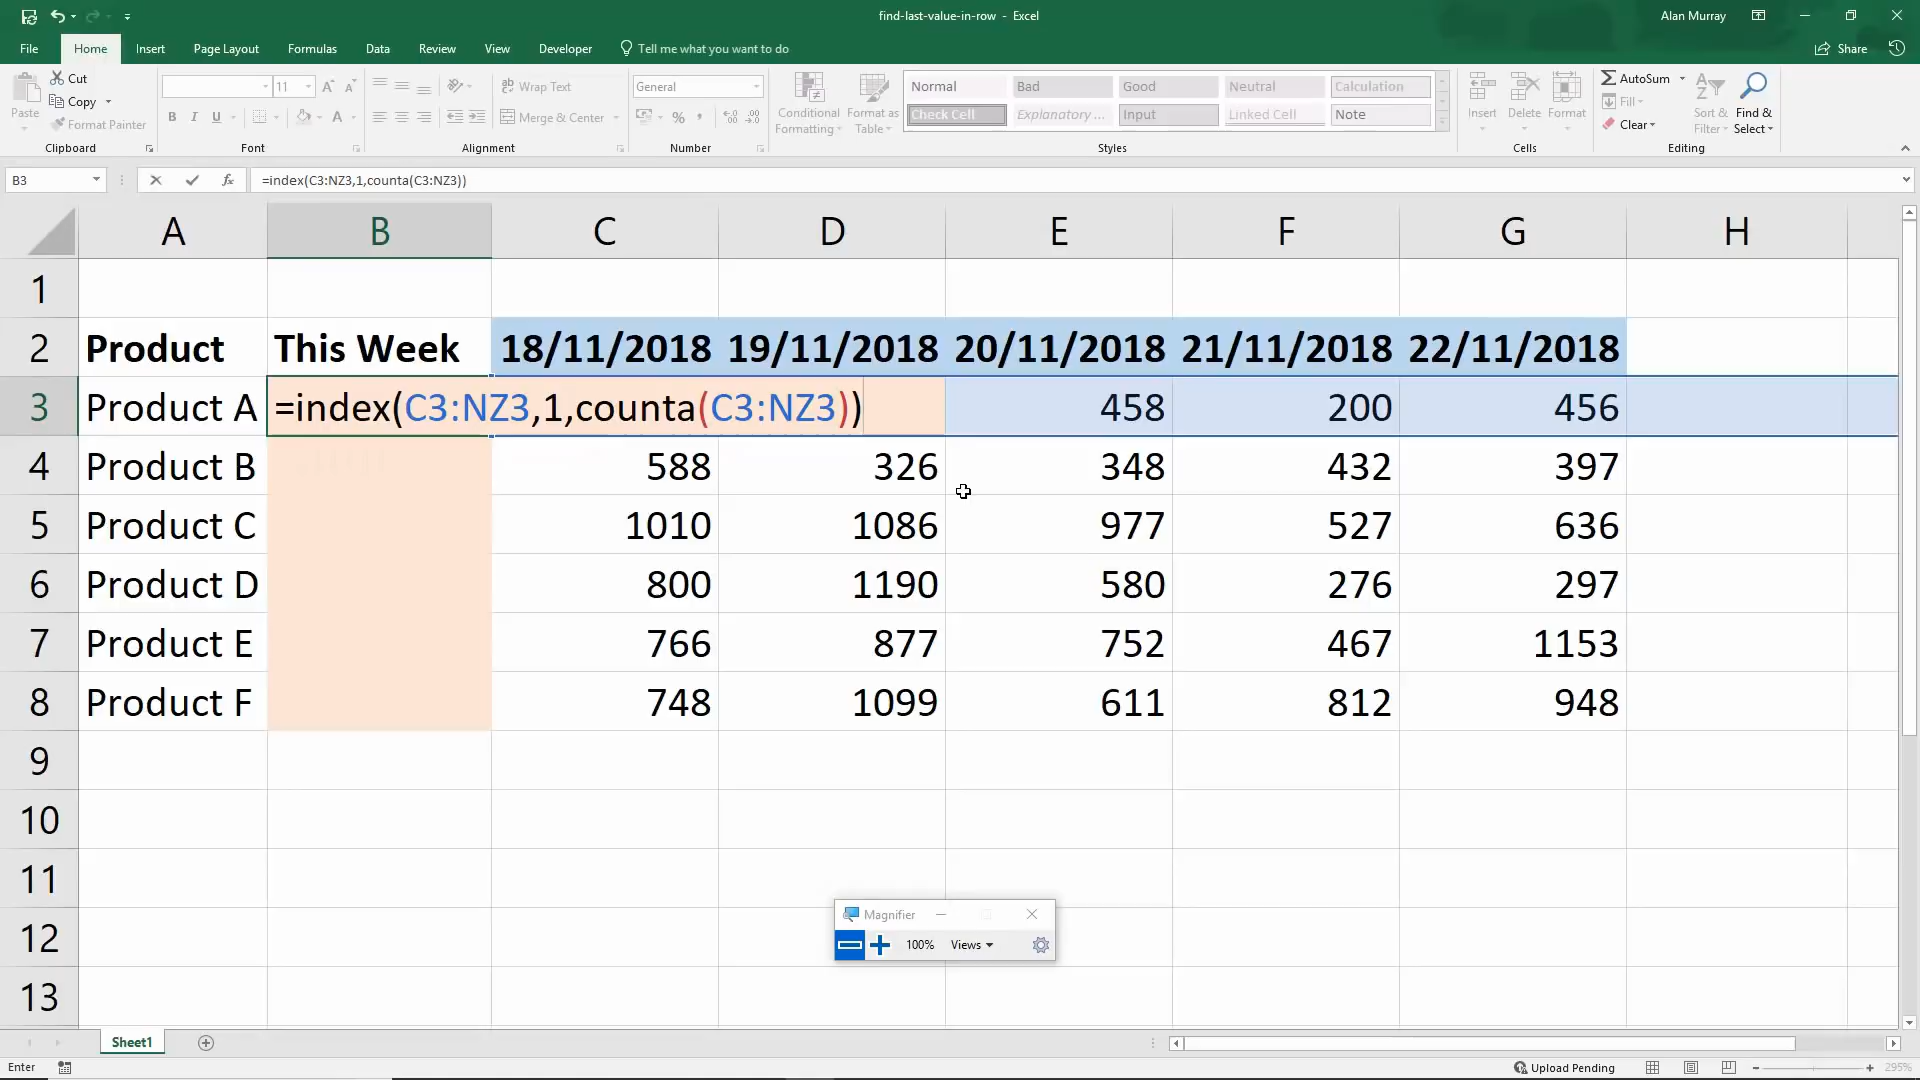 find-last-value-in-row - Excel
Alan Murray
File Home Insert Page Layout Formulas Data Review View Developer Tell me what you want to do Share
Paste
Cut
Copy
Format Painter
Clipboard
11
A A
B I U
A
Font
ab Wrap Text
Merge & Center
Alignment
General
%
Number
Conditional Formatting
Format as Table
Normal Bad Good Neutral Calculation
Check Cell Explanatory ... Input Linked Cell Note
Styles
Insert Delete Format
Cells
AutoSum
Fill
Clear
Sort & Filter
Find & Select
Editing
B3 fx =index(C3:NZ3,1,counta(C3:NZ3))
A B C D E F G H
1
2 Product This Week 18/11/2018 19/11/2018 20/11/2018 21/11/2018 22/11/2018
3 Product A =index(C3:NZ3,1,counta(C3:NZ3)) 458 200 456
4 Product B 588 326 348 432 397
5 Product C 1010 1086 977 527 636
6 Product D 800 1190 580 276 297
7 Product E 766 877 752 467 1153
8 Product F 748 1099 611 812 948
9
10
11
12
13
Magnifier
100% Views
Sheet1
Enter
Upload Pending
295%